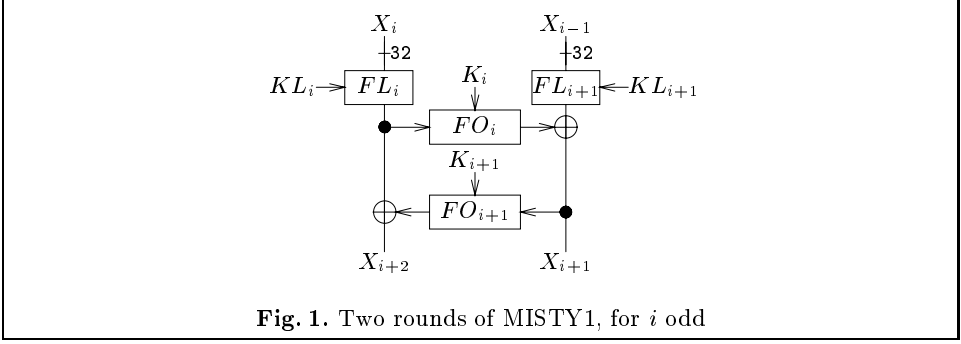 X_i X_{i-1}
32 32
KL_i FL_i K_i FL_{i+1} KL_{i+1}
FO_i
K_{i+1}
FO_{i+1}
X_{i+2} X_{i+1}
Fig. 1. Two rounds of MISTY1, for i odd